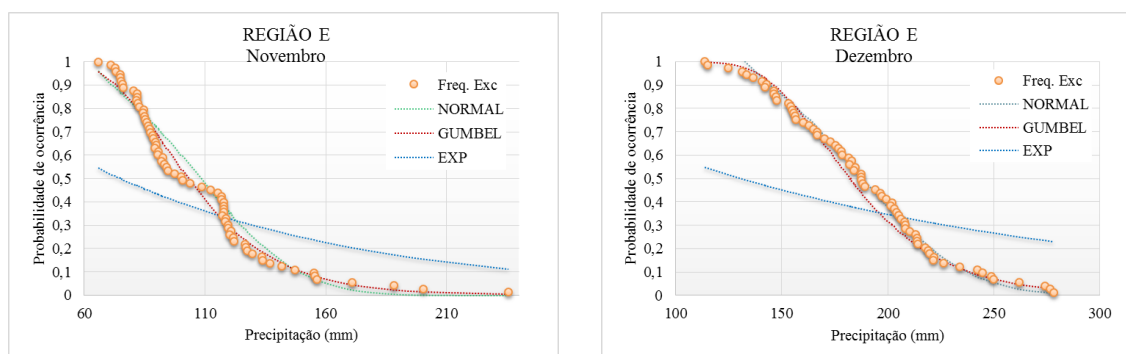 REGIÃO E
Novembro
Probabilidade de ocorrência
1
0,9
0,8
0,7
0,6
0,5
0,4
0,3
0,2
0,1
0
Freq. Exc
NORMAL
GUMBEL
EXP
60
110
160
210
Precipitação (mm)
REGIÃO E
Dezembro
Probabilidade de ocorrência
1
0,9
0,8
0,7
0,6
0,5
0,4
0,3
0,2
0,1
0
Freq. Exc
NORMAL
GUMBEL
EXP
100
150
200
250
300
Precipitação (mm)